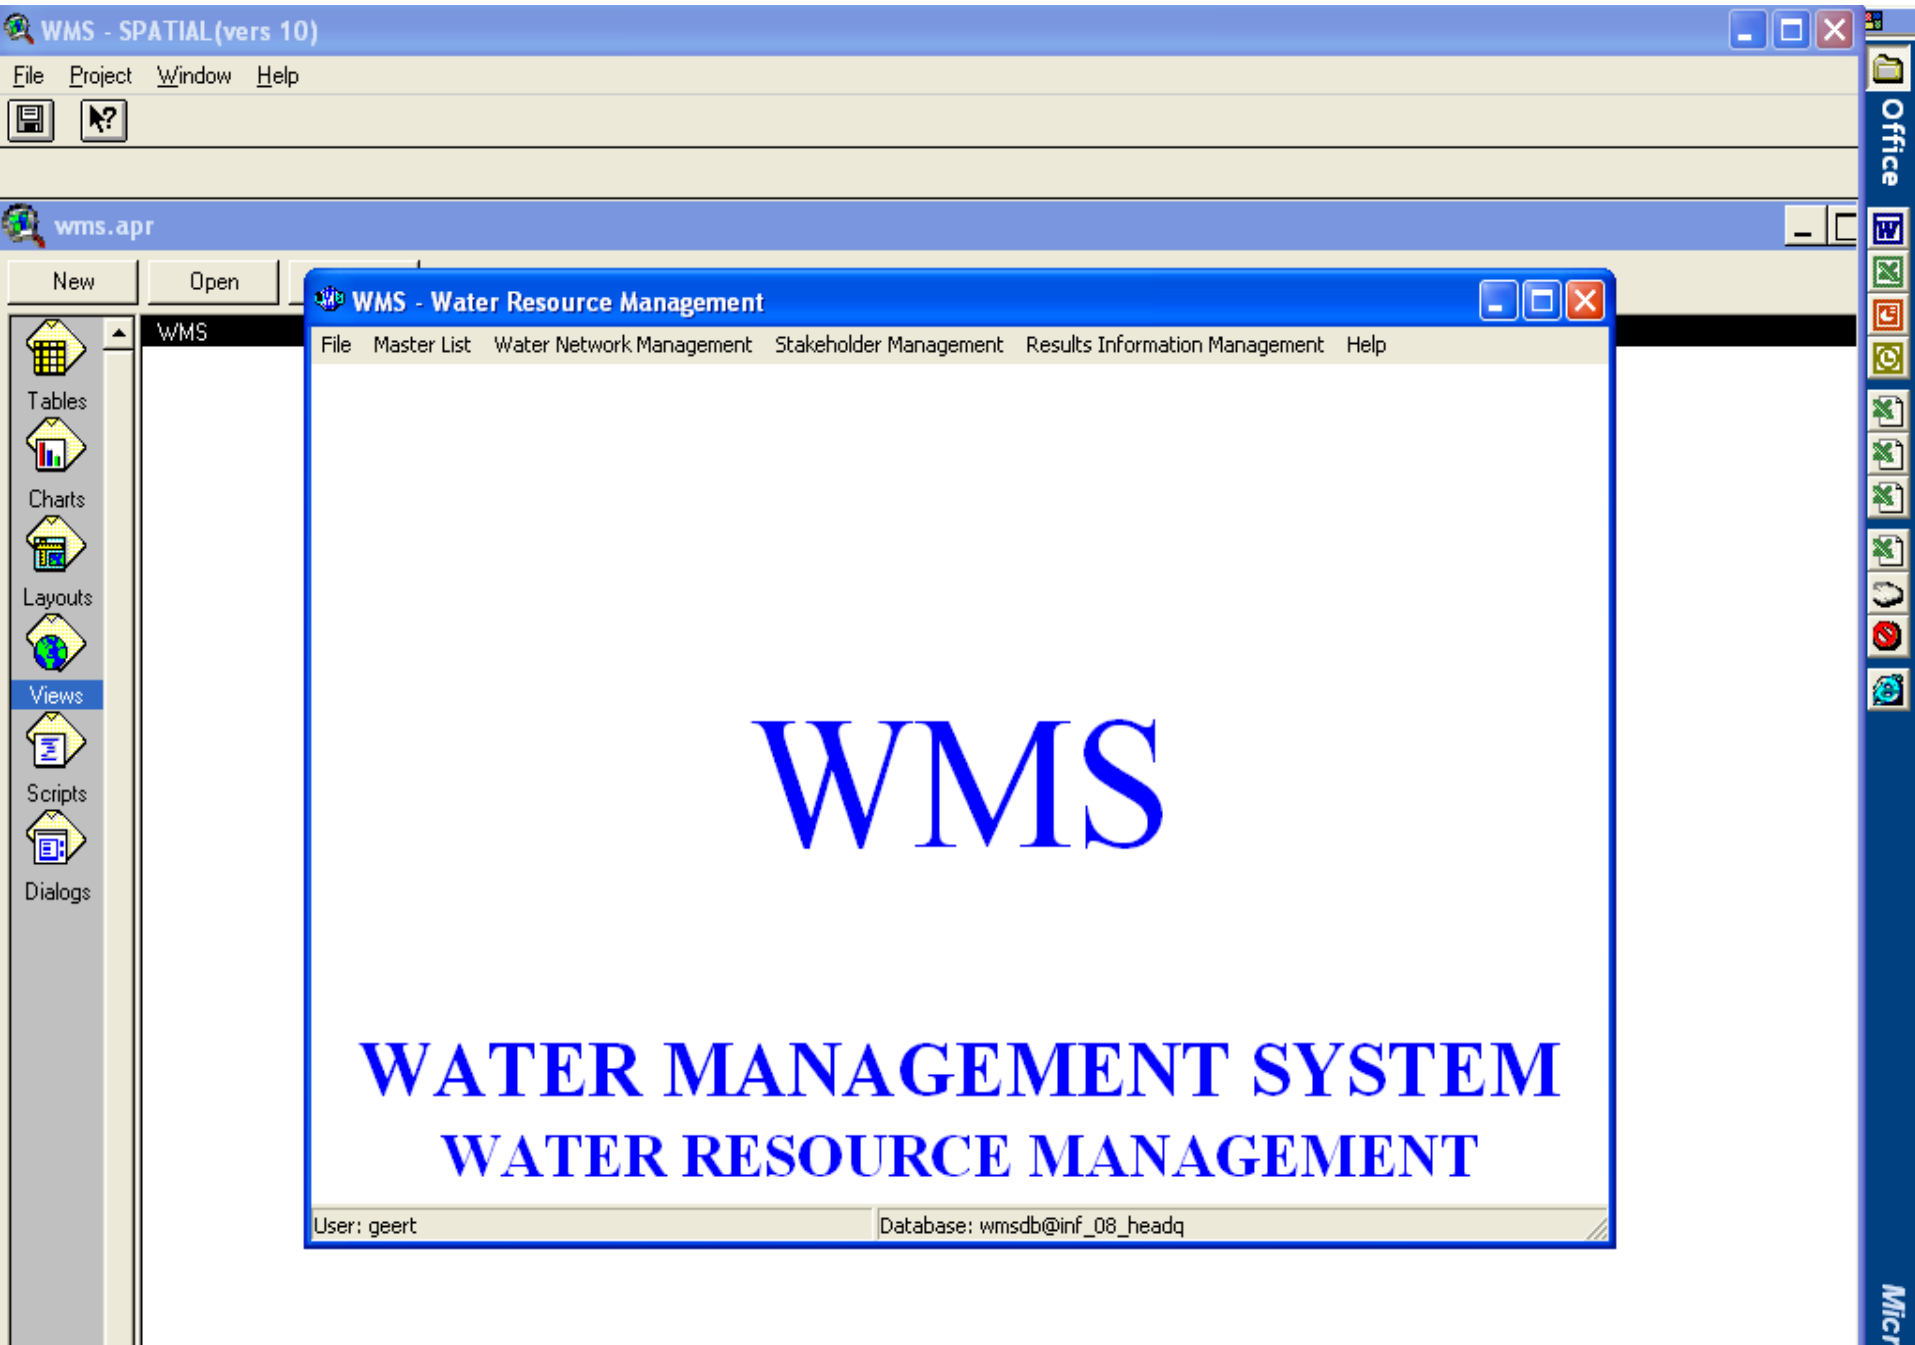 WMS - SPATIAL(vers 10)
File Project Window Help
wms.apr
New Open
WMS
Tables
Charts
Layouts
Views
Scripts
Dialogs
WMS - Water Resource Management
File Master List Water Network Management Stakeholder Management Results Information Management Help
WMS
WATER MANAGEMENT SYSTEM
WATER RESOURCE MANAGEMENT
User: geert Database: wmsdb@inf_08_headq
Office
Micr